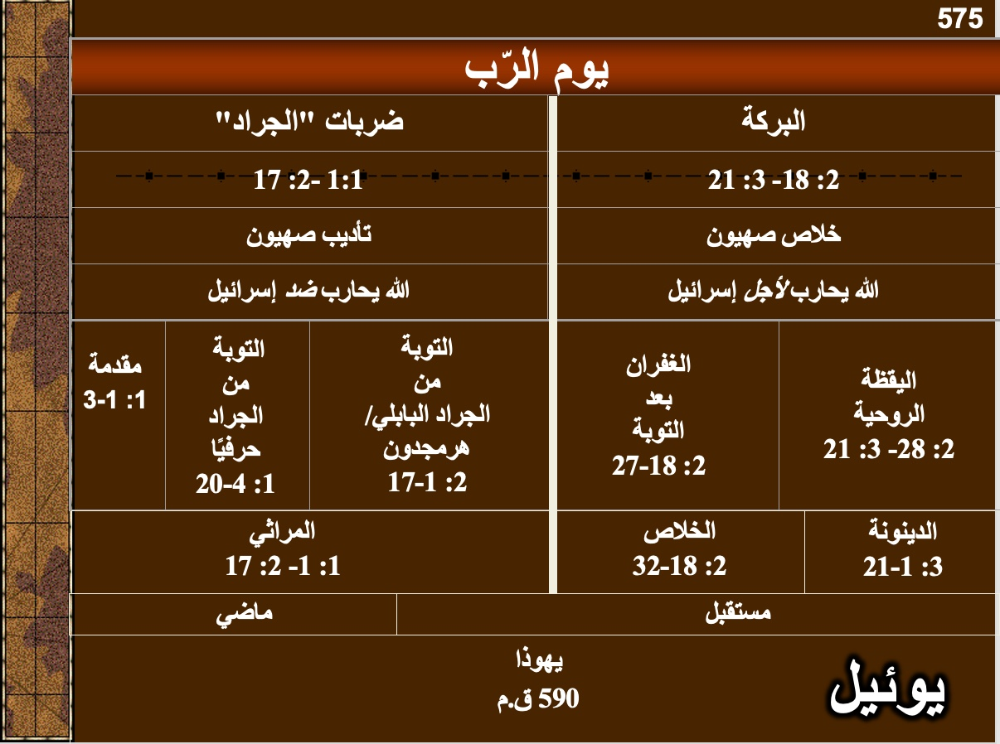 575
يوم الرّب
البركة
ضربات "الجراد"
2: 18- 3: 21
1:1 -2: 17
خلاص صهيون
تأديب صهيون
الله يحارب لأجل إسرائيل
الله يحارب ضد إسرائيل
اليقظة
الروحية
2: 28- 3: 21
الغفران
بعد
التوبة
2: 18-27
التوبة
من
الجراد البابلي/
هرمجدون
2: 1-17
التوبة
من
الجراد
حرفيًا
1: 4-20
مقدمة
1: 1-3
الدينونة
3: 1-21
الخلاص
2: 18-32
المراثي
1: 1- 2: 17
مستقبل
ماضي
يهوذا
590 ق.م
يوئيل